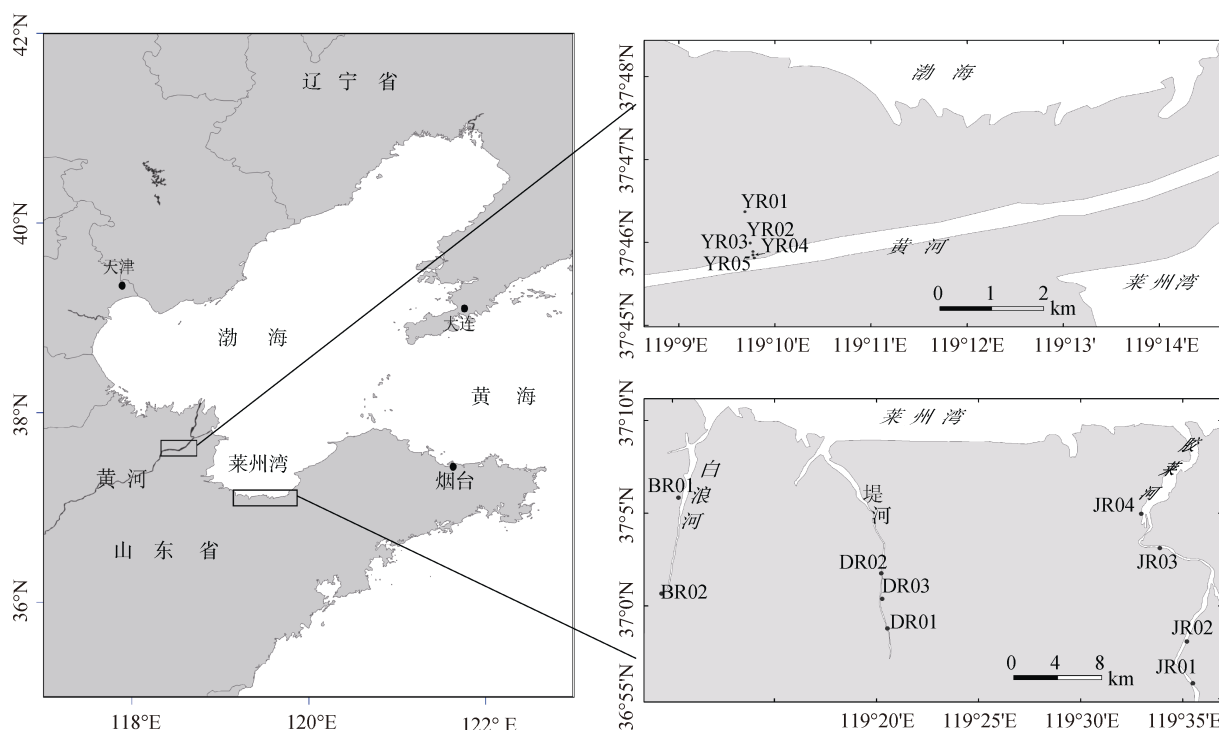 42°N
40°N
38°N
36°N
118°E
120°E
122° E
辽 宁 省
天津
大连
渤 海
黄 海
莱州湾
黄 河
烟台
山 东 省
37°48'N
37°47'N
37°46'N
37°45'N
渤 海
YR01
YR02
YR03
YR04
YR05
黄 河
莱 州 湾
0 1 2
km
119°9'E 119°10'E 119°11'E 119°12'E 119°13' 119°14'E
37°10'N
37°5'N
37°0'N
36°55'N
莱 州 湾
胶莱河
白浪河
BR01
堤河
JR04
DR02
JR03
DR03
BR02
DR01
JR02
JR01
0 4 8
km
119°20'E 119°25'E 119°30'E 119°35'E